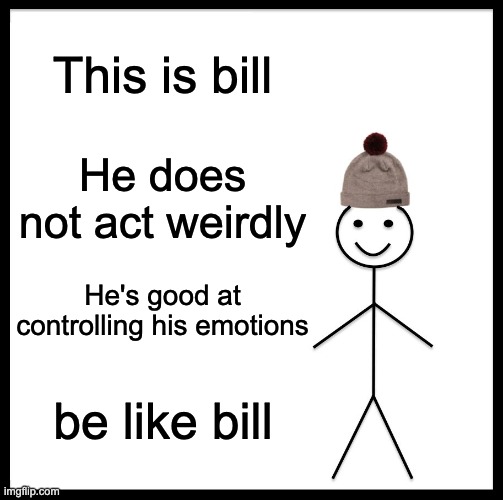 This is bill
He does
not act weirdly
He's good at
controlling his emotions
be like bill
imgflip.com